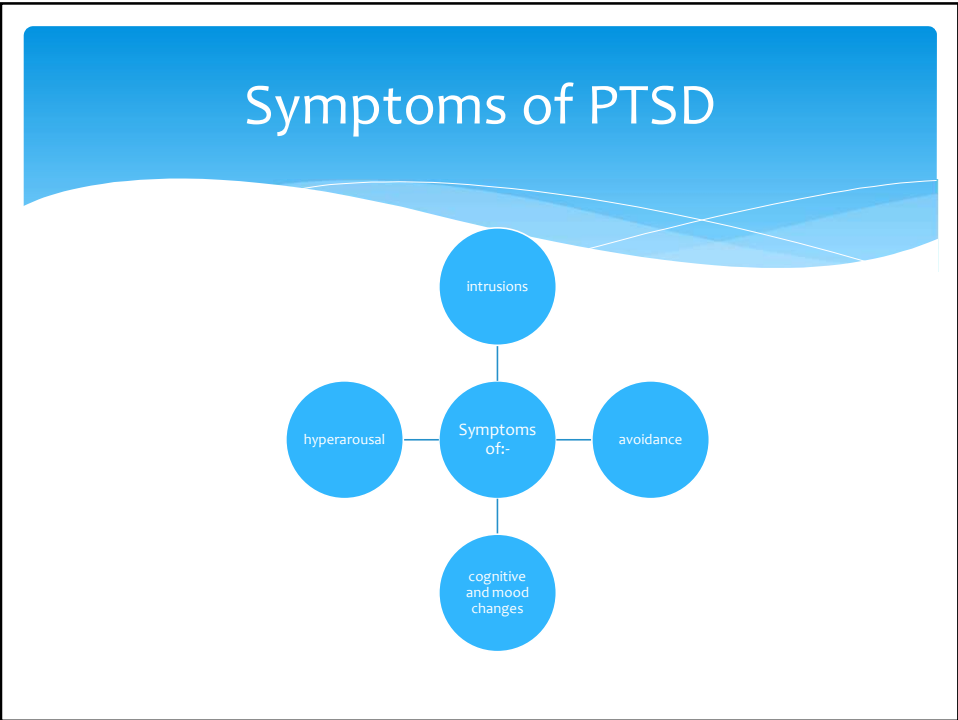 Symptoms of PTSD
intrusions
hyperarousal
Symptoms
of:-
avoidance
cognitive
and mood
changes